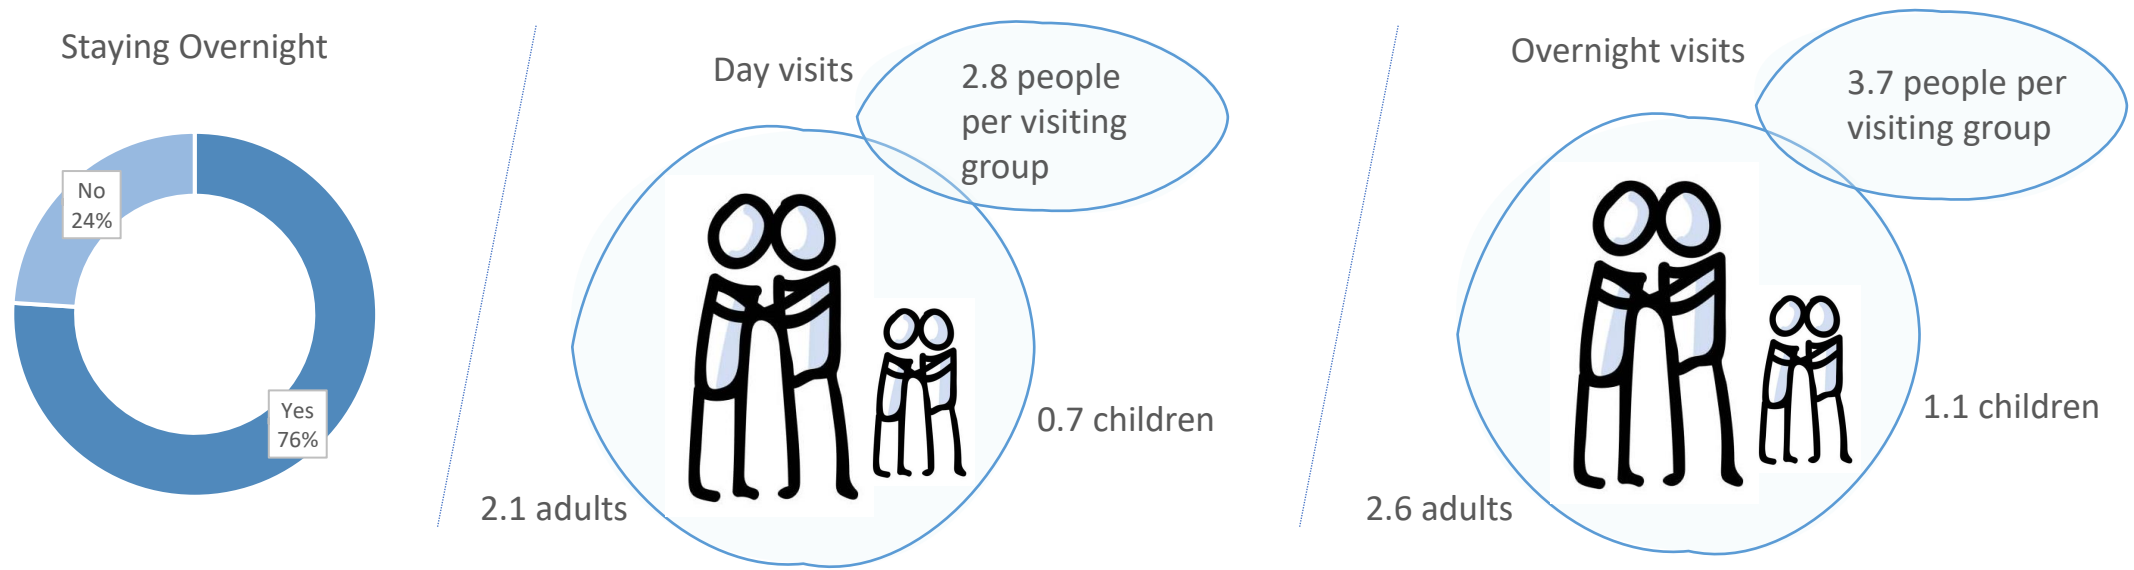 Staying Overnight
No
24%
Yes
76%
Day visits
2.8 people
per visiting
group
2.1 adults
0.7 children
Overnight visits
3.7 people per
visiting group
2.6 adults
1.1 children